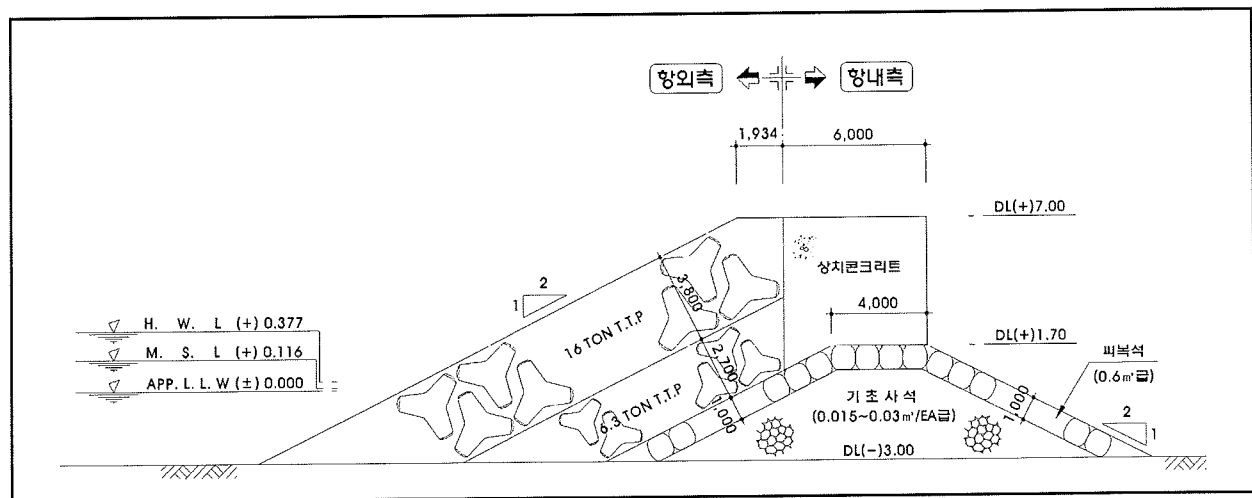 항외측 항내측
1,934 6,000
DL(+)7.00
상치콘크리트
3,800
2
1
4,000
16 TON T.T.P
H. W. L (+) 0.377
M. S. L (+) 0.116
APP. L. L. W (±) 0.000
DL(+)1.70
피복석
(0.6㎥급)
2,700
6.3 TON T.T.P
1,000
기초사석
(0.015~0.03㎥/EA급)
1,000
2
1
DL(-)3.00